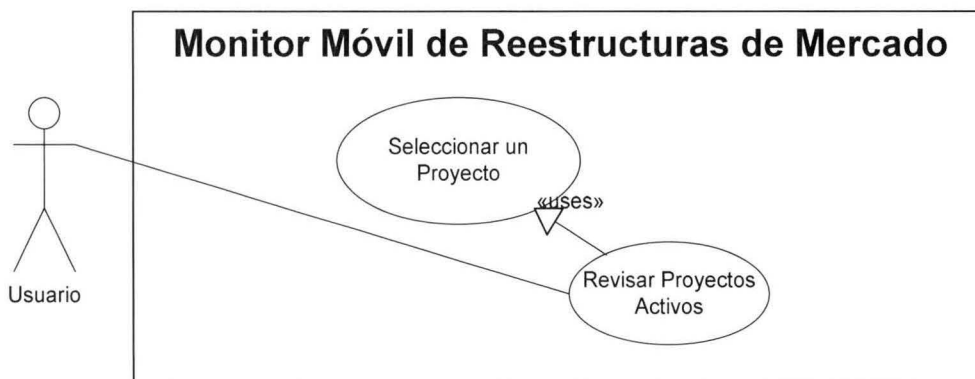 Monitor Móvil de Reestructuras de Mercado
Seleccionar un
Proyecto
«uses»
Revisar Proyectos
Activos
Usuario